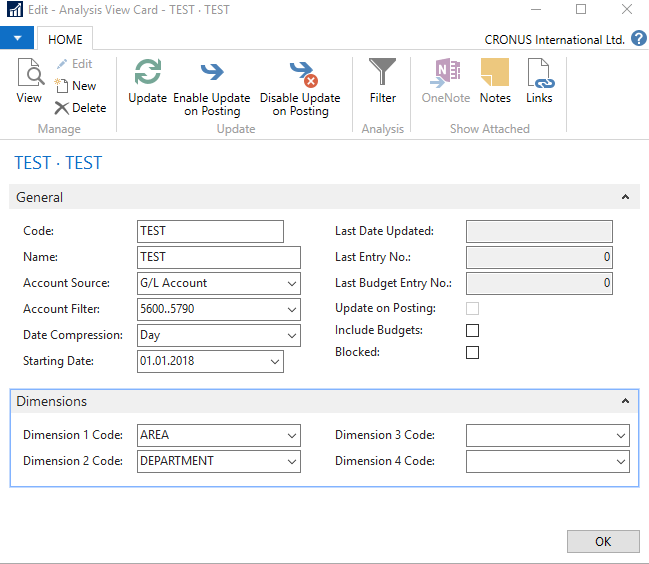 Edit - Analysis View Card - TEST · TEST
HOME
CRONUS International Ltd.
View
Edit
New
Delete
Manage
Update
Enable Update on Posting
Disable Update on Posting
Update
Filter
Analysis
OneNote
Notes
Links
Show Attached
TEST · TEST
General
Code: TEST
Name: TEST
Account Source: G/L Account
Account Filter: 5600..5790
Date Compression: Day
Starting Date: 01.01.2018
Last Date Updated:
Last Entry No.: 0
Last Budget Entry No.: 0
Update on Posting:
Include Budgets:
Blocked:
Dimensions
Dimension 1 Code: AREA
Dimension 2 Code: DEPARTMENT
Dimension 3 Code:
Dimension 4 Code:
OK